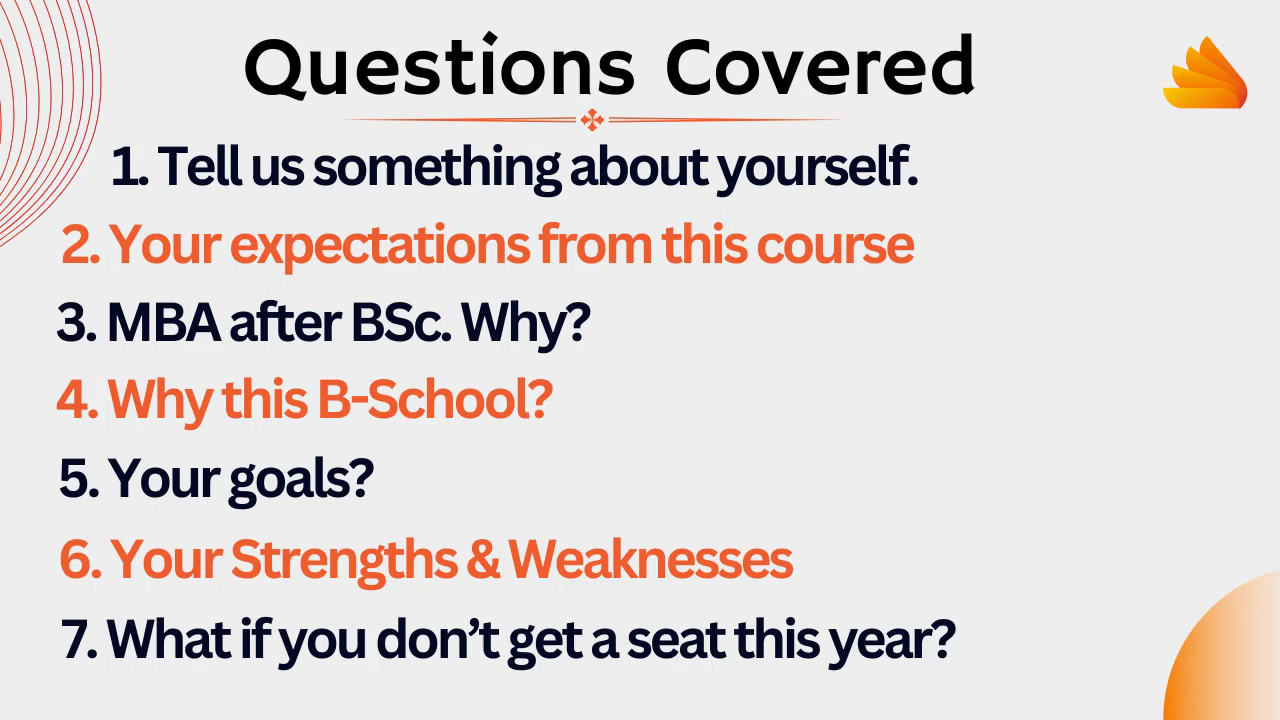 Questions Covered
1. Tell us something about yourself.
2. Your expectations from this course
3. MBA after BSc. Why?
4. Why this B-School?
5. Your goals?
6. Your Strengths & Weaknesses
7. What if you don’t get a seat this year?